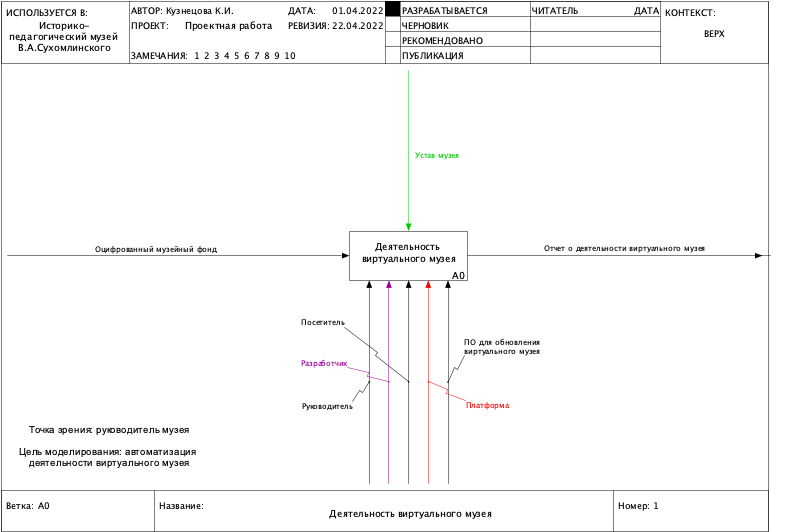 ИСПОЛЬЗУЕТСЯ В:
Историко-
педагогический музей
В.А.Сухомлинского
АВТОР: Кузнецова К.И.
ДАТА: 01.04.2022
ПРОЕКТ: Проектная работа
РЕВИЗИЯ: 22.04.2022
ЗАМЕЧАНИЯ: 1 2 3 4 5 6 7 8 9 10
РАЗРАБАТЫВАЕТСЯ
ЧЕРНОВИК
РЕКОМЕНДОВАНО
ПУБЛИКАЦИЯ
ЧИТАТЕЛЬ ДАТА
КОНТЕКСТ:
ВЕРХ
Устав музея
Оцифрованный музейный фонд
Деятельность
виртуального музея
A0
Отчет о деятельности виртуального музея
Посетитель
ПО для обновления
виртуального музея
Разработчик
Руководитель
Платформа
Точка зрения: руководитель музея
Цель моделирования: автоматизация
деятельности виртуального музея
Ветка: A0
Название:
Деятельность виртуального музея
Номер: 1